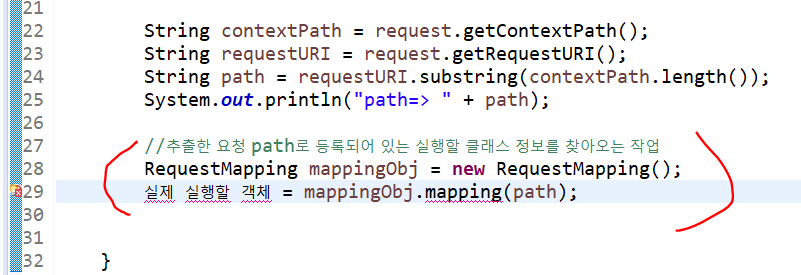 21
22 String contextPath = request.getContextPath();
23 String requestURI = request.getRequestURI();
24 String path = requestURI.substring(contextPath.length());
25 System.out.println("path=> " + path);
26
27 //추출한 요청 path로 등록되어 있는 실행할 클래스 정보를 찾아오는 작업
28 RequestMapping mappingObj = new RequestMapping();
29 실제 실행할 객체 = mappingObj.mapping(path);
30
31
32 }